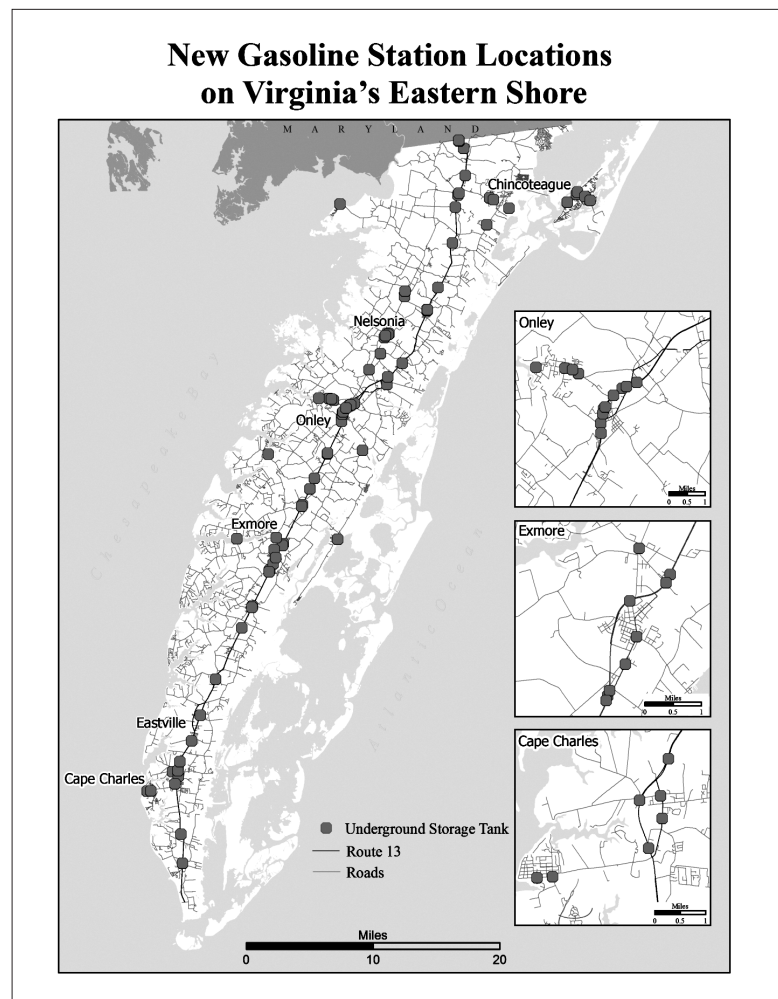 New Gasoline Station Locations
on Virginia's Eastern Shore
MARYLAND
Chincoteague
Nelsonia
Onley
Exmore
Eastville
Cape Charles
Chesapeake Bay
Atlantic Ocean
Underground Storage Tank
Route 13
Roads
Miles
0 10 20
Onley
Miles
0 0.5 1
Exmore
Miles
0 0.5 1
Cape Charles
Miles
0 0.5 1